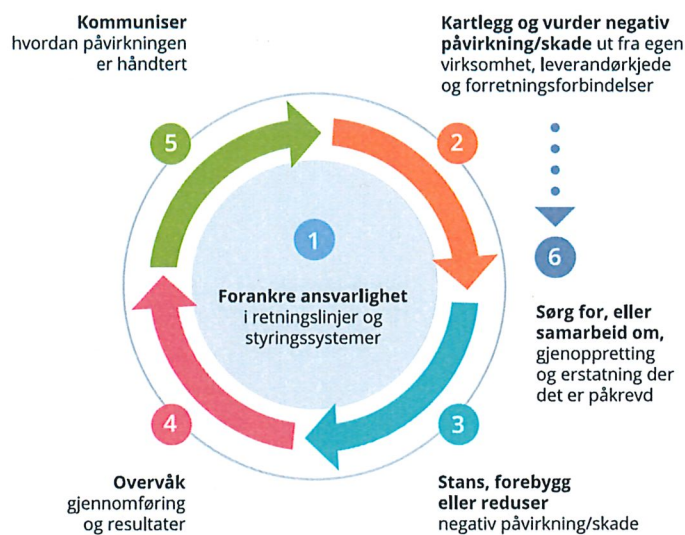 Kommuniser
hvordan påvirkningen
er håndtert
Kartlegg og vurder negativ
påvirkning/skade ut fra egen
virksomhet, leverandørkjede
og forretningsforbindelser
5
2
1
Forankre ansvarlighet
i retningslinjer og
styringssystemer
6
Sørg for, eller
samarbeid om,
gjenoppretting
og erstatning der
det er påkrevd
4
3
Overvåk
gjennomføring
og resultater
Stans, forebygg
eller reduser
negativ påvirkning/skade